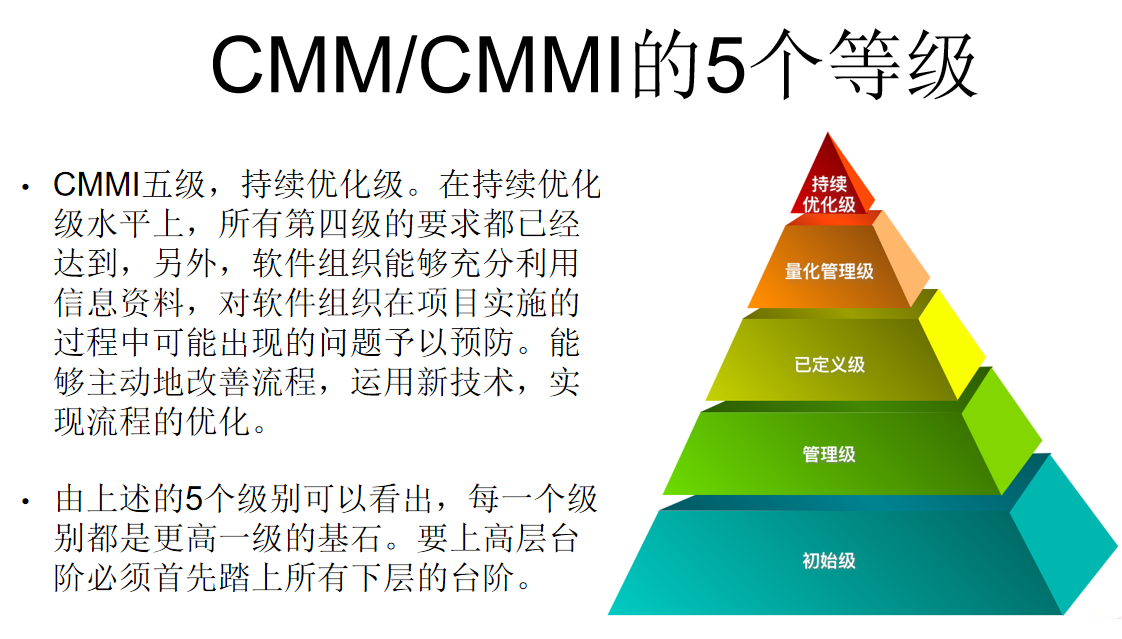 CMM/CMMI的5个等级
• CMMI五级，持续优化级。在持续优化
级水平上，所有第四级的要求都已经
达到，另外，软件组织能够充分利用
信息资料，对软件组织在项目实施的
过程中可能出现的问题予以预防。能
够主动地改善流程，运用新技术，实
现流程的优化。
• 由上述的5个级别可以看出，每一个级
别都是更高一级的基石。要上高层台
阶必须首先踏上所有下层的台阶。
持续
优化级
量化管理级
已定义级
管理级
初始级